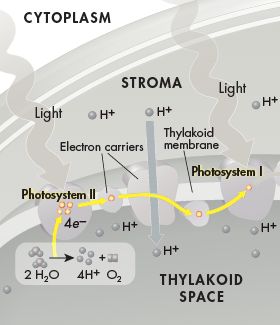 CYTOPLASM
STROMA
Light
Light
H+
H+
H+
Electron carriers
Thylakoid
membrane
Photosystem I
Photosystem II
4e–
H+
H+
H+
2 H₂O
4H+
+
O₂
THYLAKOID
SPACE